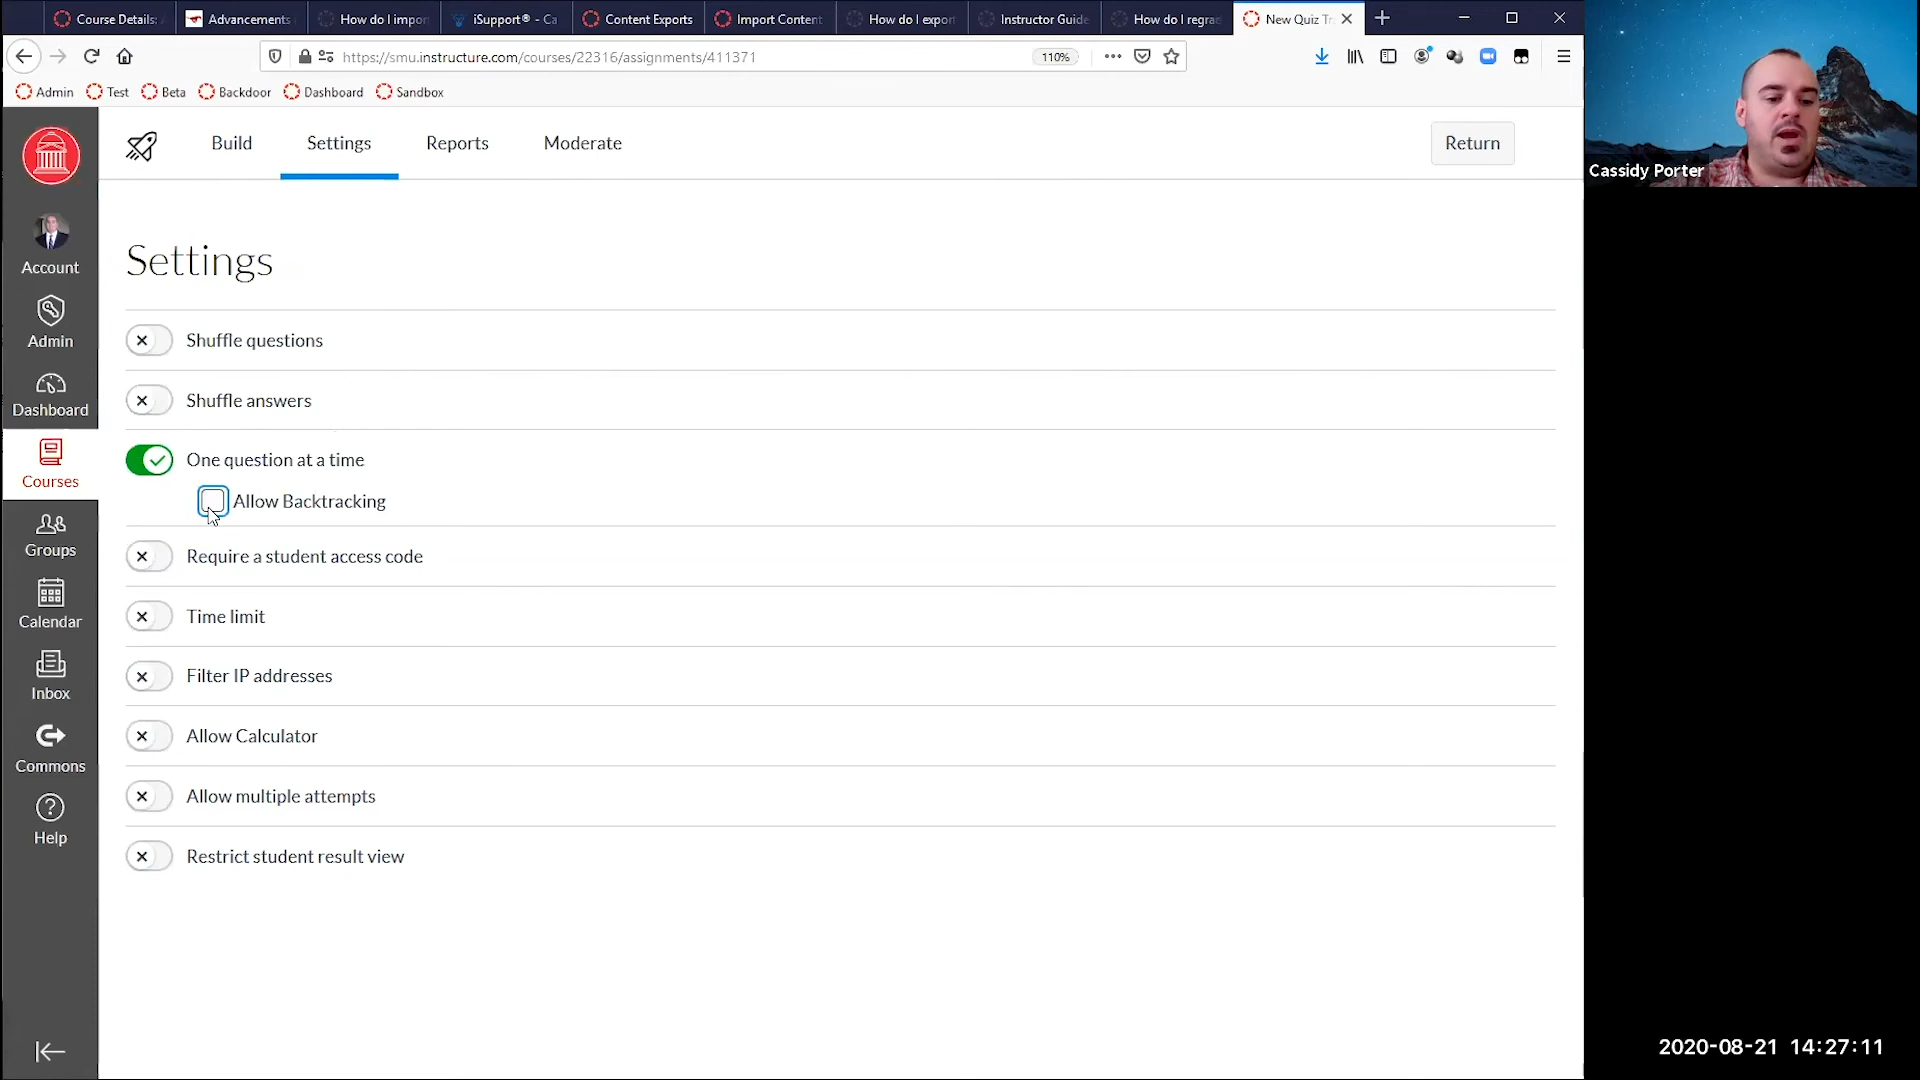 Course Details:
Advancements
How do I impor
iSupport® - Ca
Content Exports
Import Content
How do I export
Instructor Guide
How do I regrad
New Quiz Tr
https://smu.instructure.com/courses/22316/assignments/411371
110%
Admin
Test
Beta
Backdoor
Dashboard
Sandbox
Build
Settings
Reports
Moderate
Return
Cassidy Porter
Account
Admin
Dashboard
Courses
Groups
Calendar
Inbox
Commons
Help
Settings
Shuffle questions
Shuffle answers
One question at a time
Allow Backtracking
Require a student access code
Time limit
Filter IP addresses
Allow Calculator
Allow multiple attempts
Restrict student result view
2020-08-21 14:27:11